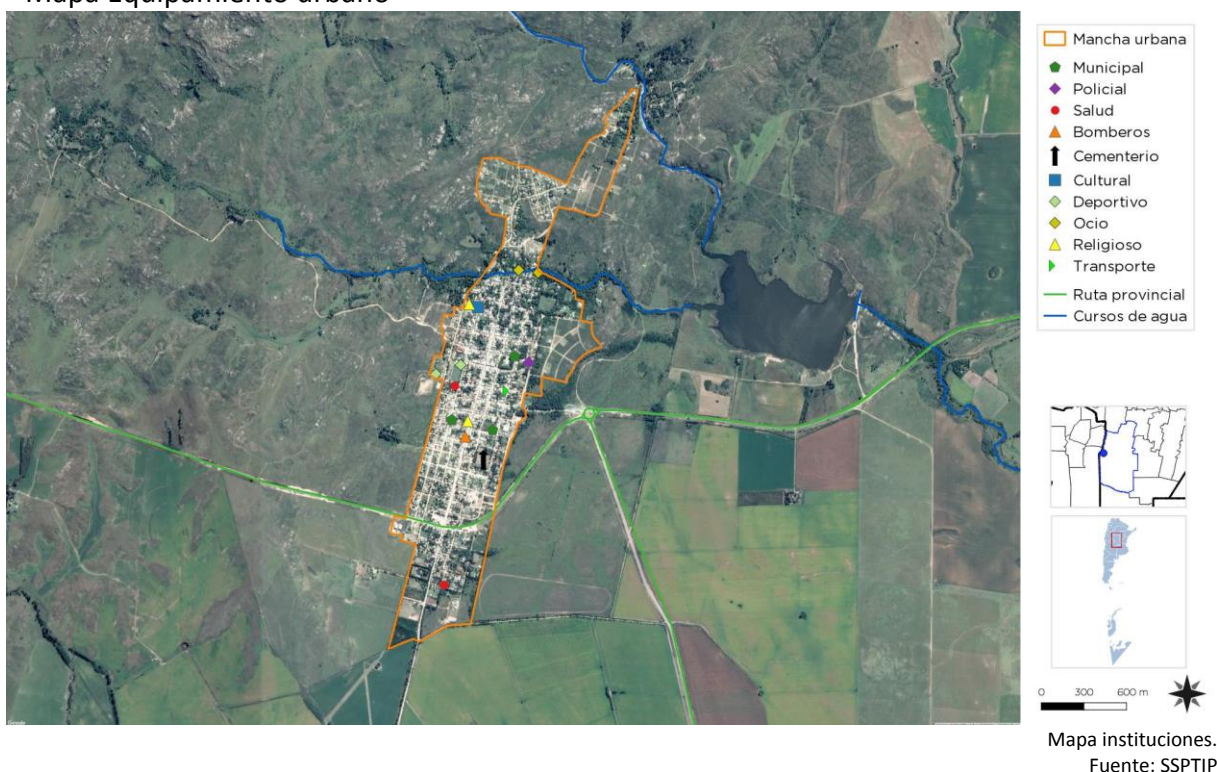 Mapa Equipamiento urbano
Mancha urbana
Municipal
Policial
Salud
Bomberos
Cementerio
Cultural
Deportivo
Ocio
Religioso
Transporte
Ruta provincial
Cursos de agua
0 300 600 m
Mapa instituciones.
Fuente: SSPTIP